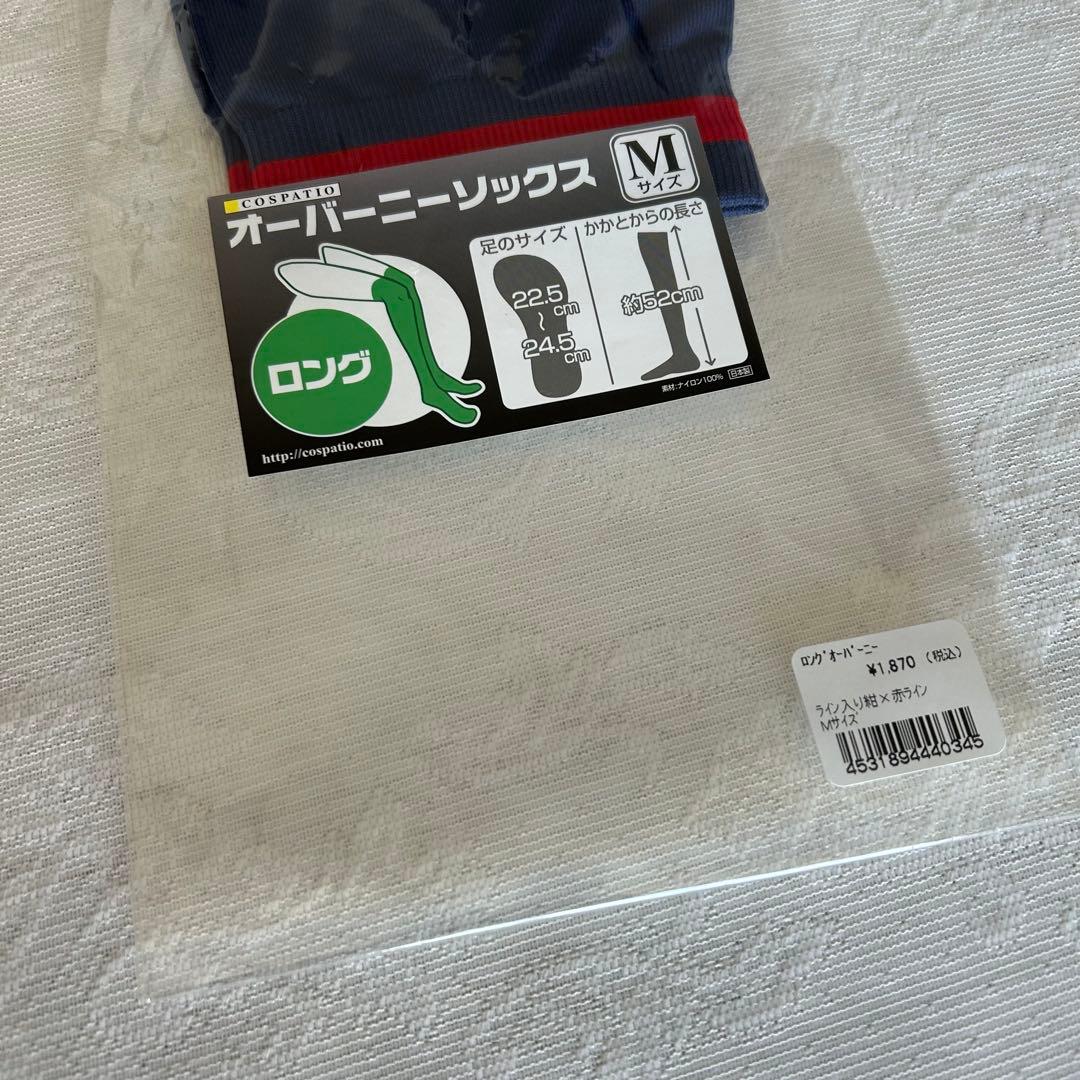 COSPATIO
オーバーニーソックス
M
サイズ
足のサイズ
22.5cm
～
24.5cm
かかとからの長さ
約52cm
ロング
素材:ナイロン100% 日本製
http://cospatio.com
ﾛﾝｸﾞｵｰﾊﾞｰﾆｰ
¥1,870 (税込)
ライン入り紺×赤ライン
Mサイズ
4531894440345